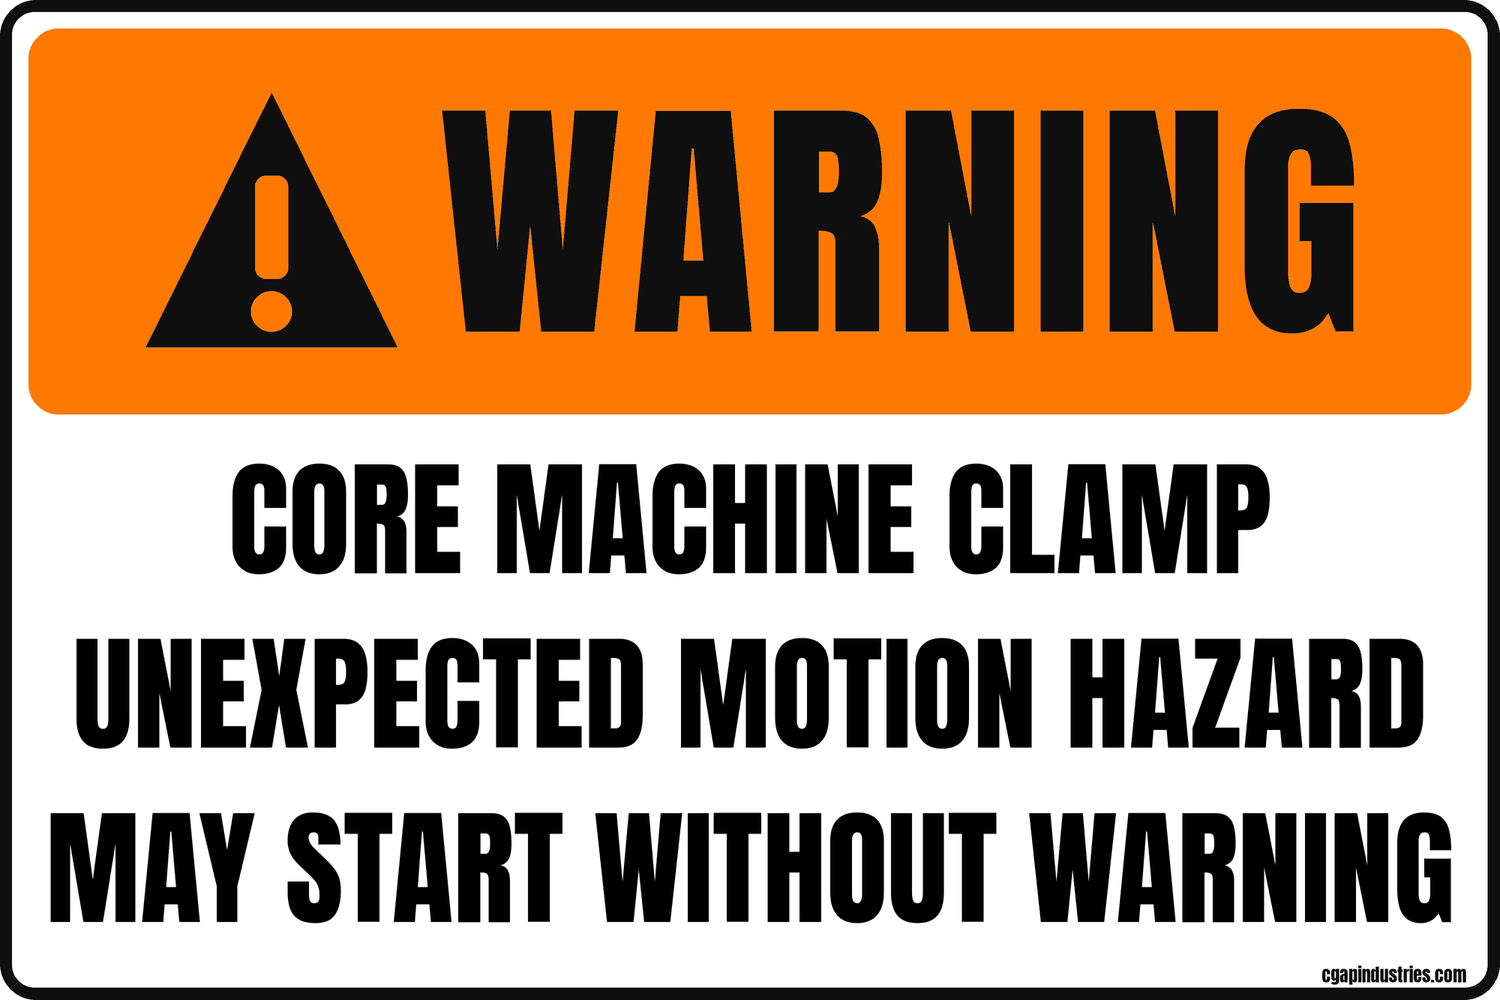 WARNING
CORE MACHINE CLAMP
UNEXPECTED MOTION HAZARD
MAY START WITHOUT WARNING
cgapindustries.com